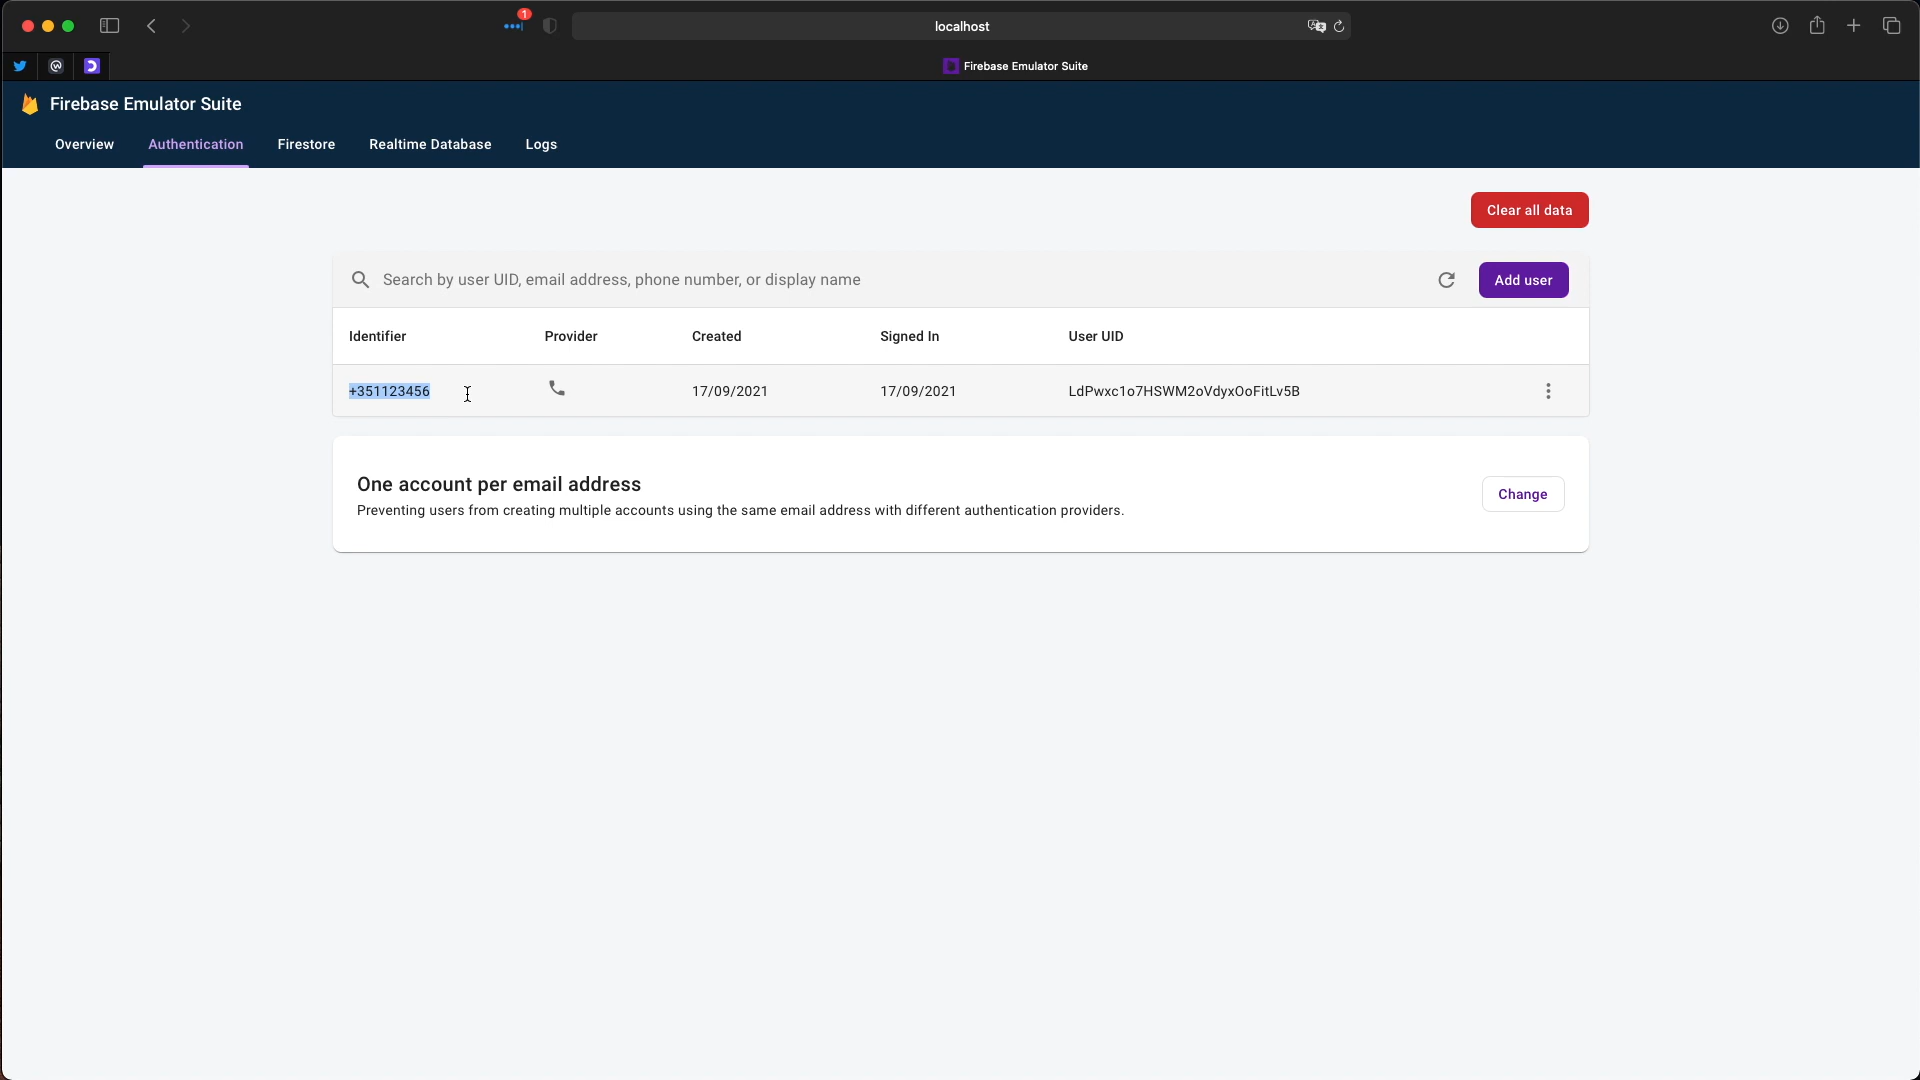 1
localhost
Firebase Emulator Suite
Firebase Emulator Suite
Overview Authentication Firestore Realtime Database Logs
Clear all data
Search by user UID, email address, phone number, or display name
Add user
Identifier Provider Created Signed In User UID
+351123456 17/09/2021 17/09/2021 LdPwxc1o7HSWM2oVdyxOoFitLv5B
One account per email address
Preventing users from creating multiple accounts using the same email address with different authentication providers.
Change